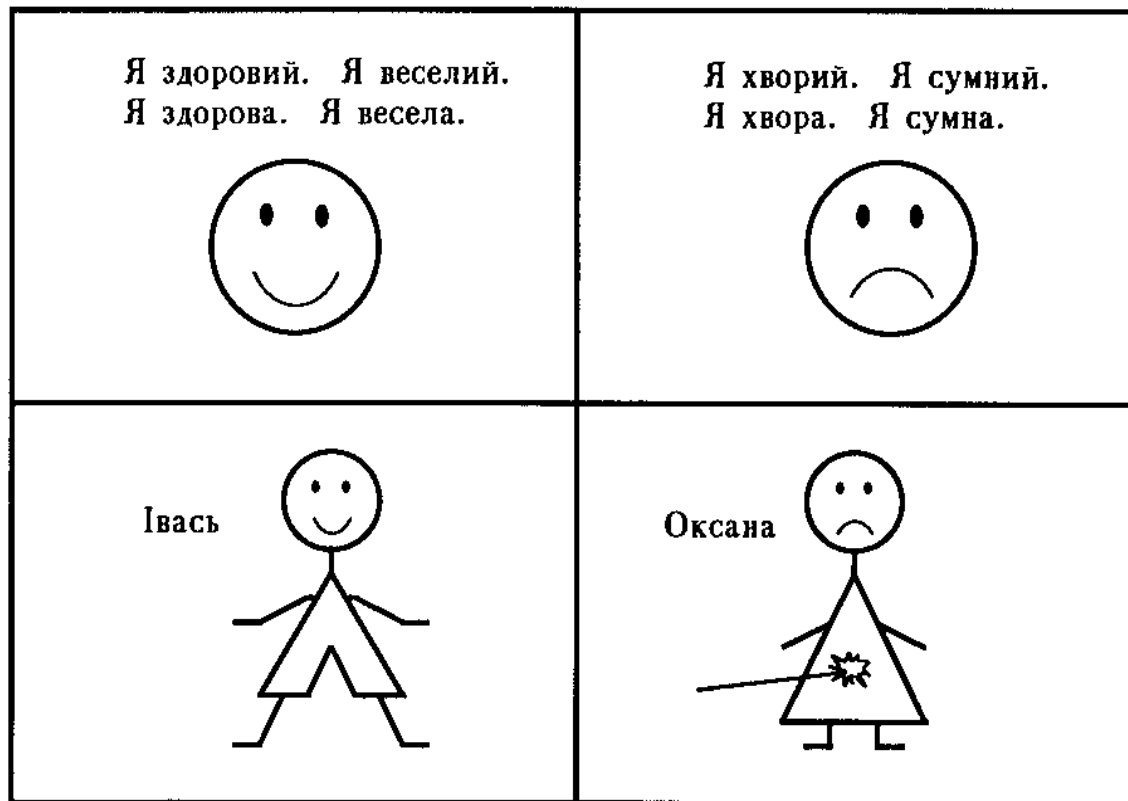 Я здоровий. Я веселий.
Я здорова. Я весела.
Я хворий. Я сумний.
Я хвора. Я сумна.
Івась
Оксана